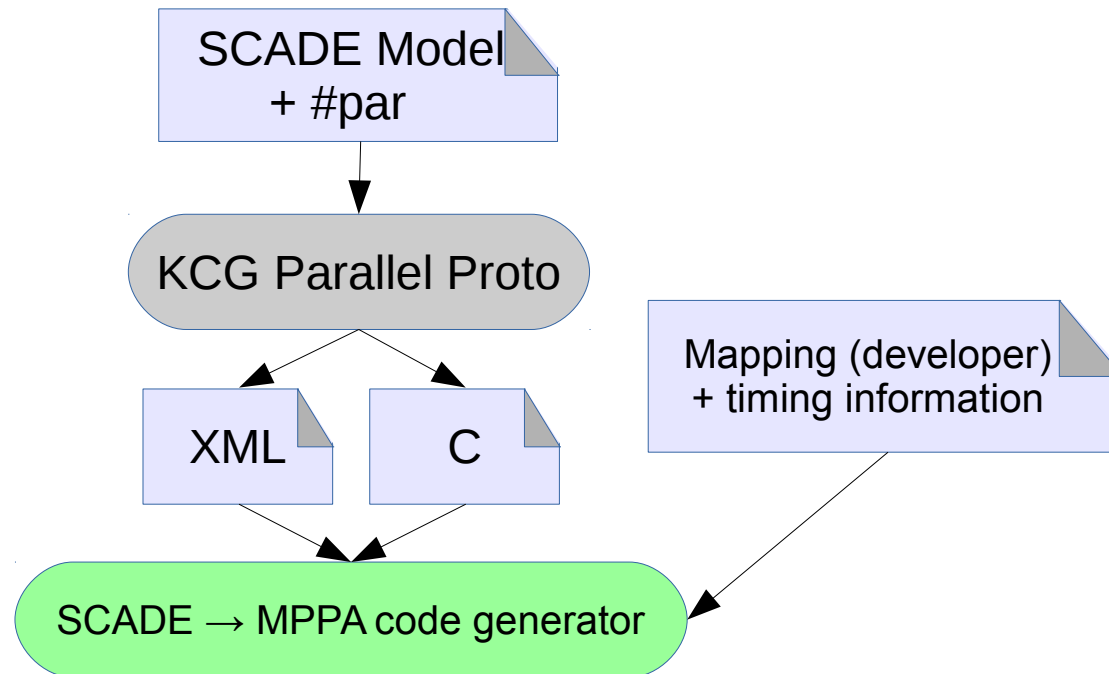 SCADE Model
+ #par
KCG Parallel Proto
Mapping (developer)
+ timing information
XML
C
SCADE → MPPA code generator